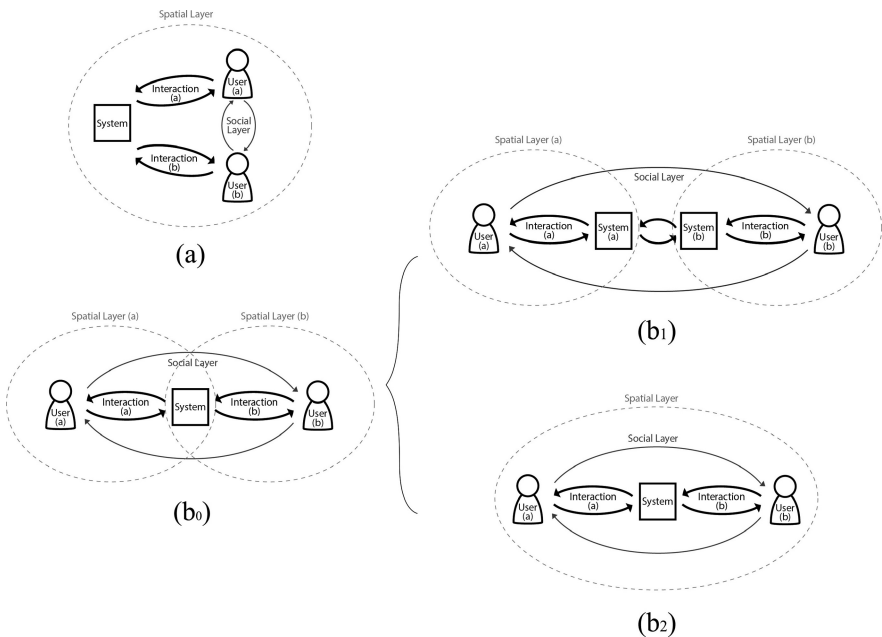 Spatial Layer
User
(a)
Interaction
(a)
System
Social
Layer
Interaction
(b)
User
(b)
(a)
Spatial Layer (a)
Spatial Layer (b)
Social Layer
User
(a)
Interaction
(a)
System
Interaction
(b)
User
(b)
(b0)
Spatial Layer (a)
Spatial Layer (b)
Social Layer
User
(a)
Interaction
(a)
System
(a)
System
(b)
Interaction
(b)
User
(b)
(b1)
Spatial Layer
Social Layer
User
(a)
Interaction
(a)
System
Interaction
(b)
User
(b)
(b2)